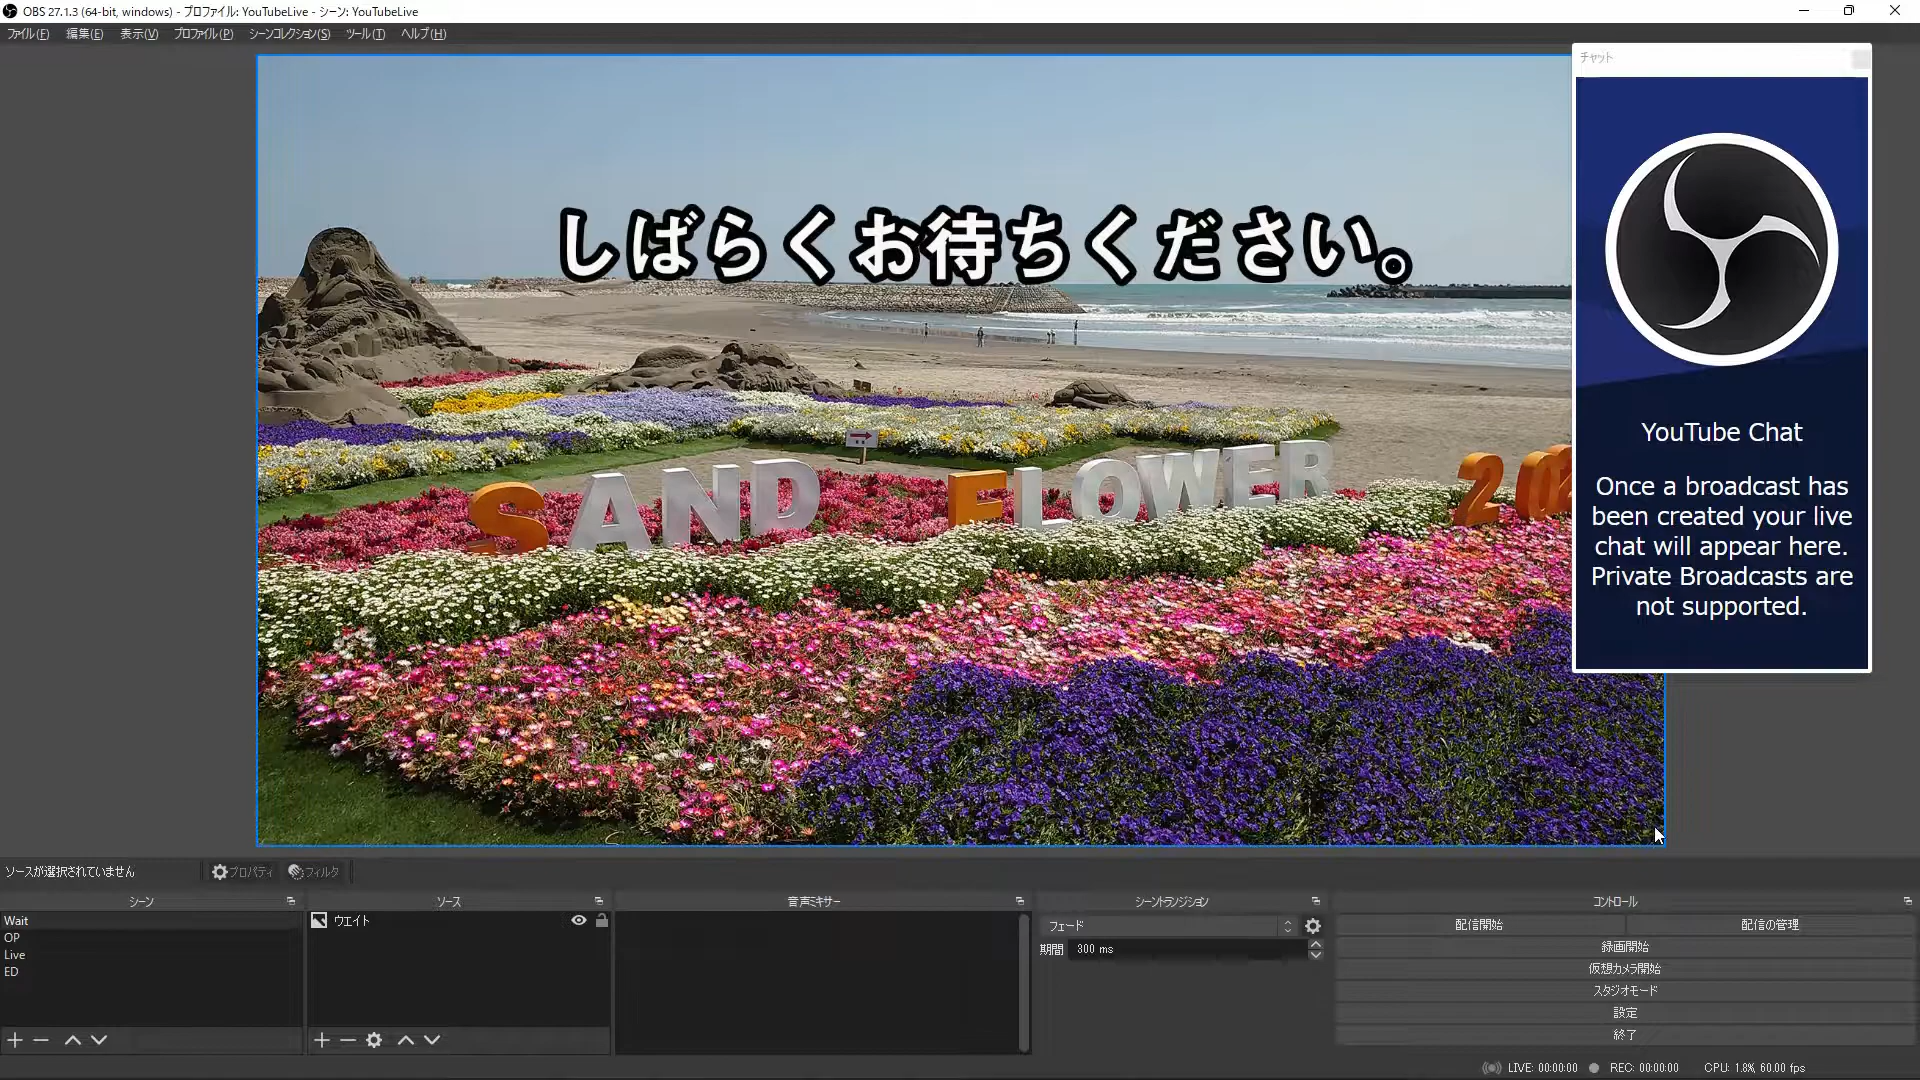 OBS 27.1.3 (64-bit, windows) - プロファイル: YouTubeLive - シーン: YouTubeLive
ファイル(F) 編集(E) 表示(V) プロファイル(P) シーンコレクション(S) ツール(T) ヘルプ(H)
チャット
しばらくお待ちください。
SAND FLOWER 202
YouTube Chat
Once a broadcast has
been created your live
chat will appear here.
Private Broadcasts are
not supported.
ソースが選択されていません プロパティ フィルタ
シーン
Wait
OP
Live
ED
ソース
ウエイト
音声ミキサー
シーントランジション
フェード
期間 300 ms
コントロール
配信開始 配信の管理
録画開始
仮想カメラ開始
スタジオモード
設定
終了
LIVE: 00:00:00 REC: 00:00:00 CPU: 1.8%, 60.00 fps